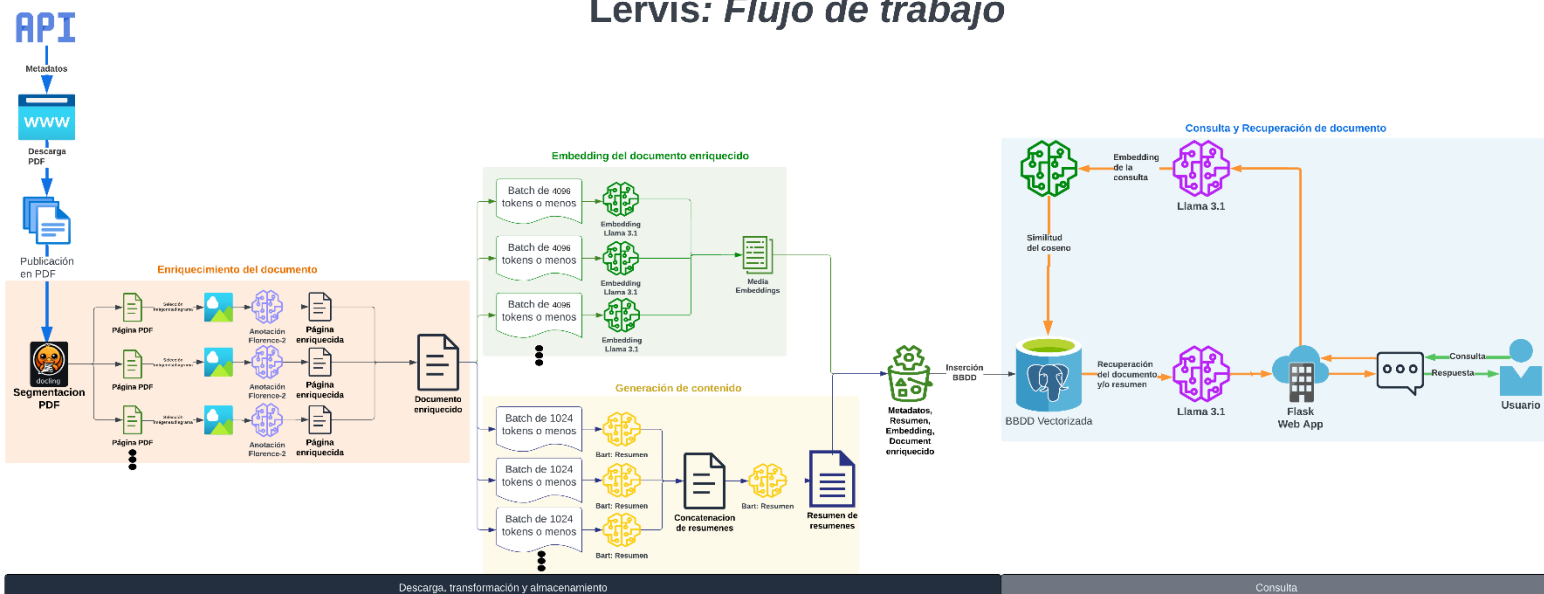 Lervis: Flujo de trabajo
API
Metadatos
WWW
Descarga
PDF
Publicación
en PDF
Enriquecimiento del documento
docling
Segmentacion
PDF
Página PDF
Anotación
Florence-2
Página
enriquecida
Página PDF
Anotación
Florence-2
Página
enriquecida
Página PDF
Anotación
Florence-2
Página
enriquecida
Documento
enriquecido
Embedding del documento enriquecido
Batch de 4096
tokens o menos
Embedding
Llama 3.1
Batch de 4096
tokens o menos
Embedding
Llama 3.1
Batch de 4096
tokens o menos
Embedding
Llama 3.1
Media
Embeddings
Generación de contenido
Batch de 1024
tokens o menos
Bart: Resumen
Batch de 1024
tokens o menos
Bart: Resumen
Batch de 1024
tokens o menos
Bart: Resumen
Concatenacion
de resumenes
Bart: Resumen
Resumen de
resumenes
Metadatos,
Resumen,
Embedding,
Document
enriquecido
Inserción
BBDD
Consulta y Recuperación de documento
Embedding
de la
consulta
Llama 3.1
Similitud
del coseno
BBDD Vectorizada
Recuperación
del documento
y/o resumen
Llama 3.1
Flask
Web App
Consulta
Respuesta
Usuario
Descarga, transformación y almacenamiento
Consulta